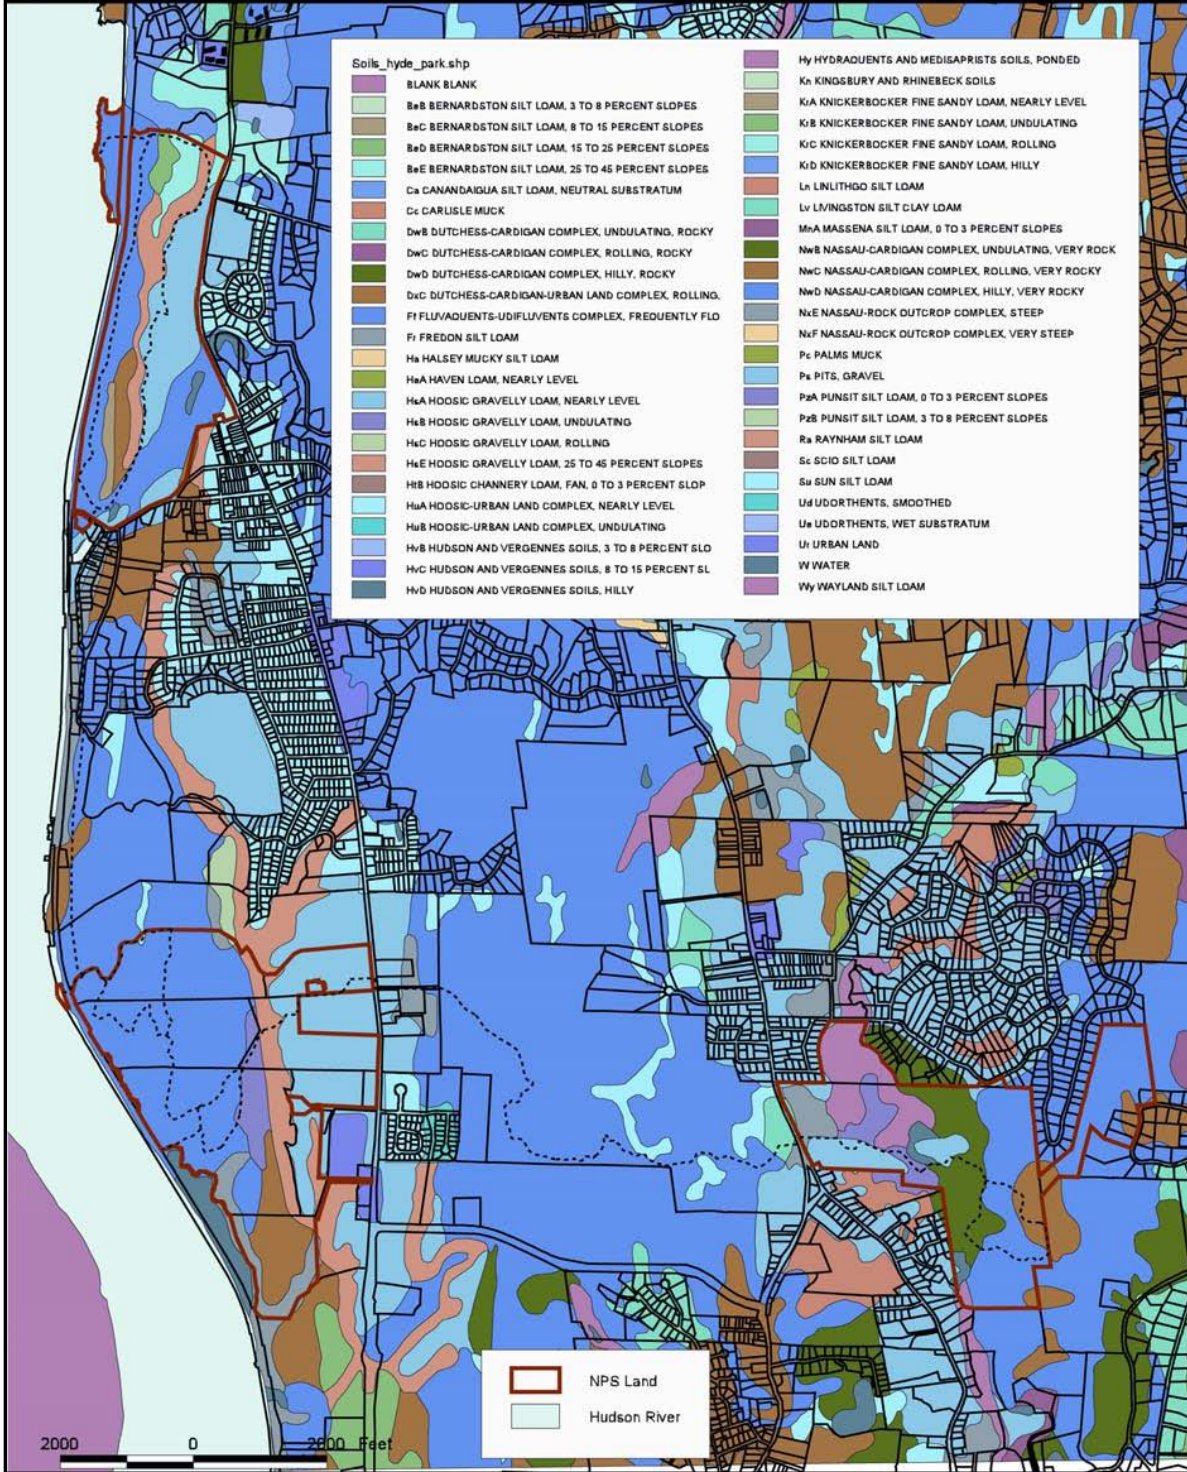 Soils_hyde_park.shp
BLANK BLANK
BeB BERNARDSTON SILT LOAM, 3 TO 8 PERCENT SLOPES
BeC BERNARDSTON SILT LOAM, 8 TO 15 PERCENT SLOPES
BeD BERNARDSTON SILT LOAM, 15 TO 25 PERCENT SLOPES
BeE BERNARDSTON SILT LOAM, 25 TO 45 PERCENT SLOPES
Ca CANANDAIGUA SILT LOAM, NEUTRAL SUBSTRATUM
Cc CARLISLE MUCK
DwB DUTCHESS-CARDIGAN COMPLEX, UNDULATING, ROCKY
DwC DUTCHESS-CARDIGAN COMPLEX, ROLLING, ROCKY
DwD DUTCHESS-CARDIGAN COMPLEX, HILLY, ROCKY
DxC DUTCHESS-CARDIGAN-URBAN LAND COMPLEX, ROLLING,
Ff FLUVAQUENTS-UDIFLUVENTS COMPLEX, FREQUENTLY FLO
Fr FREDON SILT LOAM
Ha HALSEY MUCKY SILT LOAM
HeA HAVEN LOAM, NEARLY LEVEL
HsA HOOSIC GRAVELLY LOAM, NEARLY LEVEL
HsB HOOSIC GRAVELLY LOAM, UNDULATING
HsC HOOSIC GRAVELLY LOAM, ROLLING
HsE HOOSIC GRAVELLY LOAM, 25 TO 45 PERCENT SLOPES
HtB HOOSIC CHANNERY LOAM, FAN, 0 TO 3 PERCENT SLOP
HuA HOOSIC-URBAN LAND COMPLEX, NEARLY LEVEL
HuB HOOSIC-URBAN LAND COMPLEX, UNDULATING
HvB HUDSON AND VERGENNES SOILS, 3 TO 8 PERCENT SLO
HvC HUDSON AND VERGENNES SOILS, 8 TO 15 PERCENT SL
HvD HUDSON AND VERGENNES SOILS, HILLY
Hy HYDRAQUENTS AND MEDISAPRISTS SOILS, PONDED
Kn KINGSBURY AND RHINEBECK SOILS
KrA KNICKERBOCKER FINE SANDY LOAM, NEARLY LEVEL
KrB KNICKERBOCKER FINE SANDY LOAM, UNDULATING
KrC KNICKERBOCKER FINE SANDY LOAM, ROLLING
KrD KNICKERBOCKER FINE SANDY LOAM, HILLY
Ln LINLITHGO SILT LOAM
Lv LIVINGSTON SILT CLAY LOAM
MnA MASSENA SILT LOAM, 0 TO 3 PERCENT SLOPES
NwB NASSAU-CARDIGAN COMPLEX, UNDULATING, VERY ROCK
NwC NASSAU-CARDIGAN COMPLEX, ROLLING, VERY ROCKY
NwD NASSAU-CARDIGAN COMPLEX, HILLY, VERY ROCKY
NxE NASSAU-ROCK OUTCROP COMPLEX, STEEP
NxF NASSAU-ROCK OUTCROP COMPLEX, VERY STEEP
Pc PALMS MUCK
Ps PITS, GRAVEL
PzA PUNSIT SILT LOAM, 0 TO 3 PERCENT SLOPES
PzB PUNSIT SILT LOAM, 3 TO 8 PERCENT SLOPES
Ra RAYNHAM SILT LOAM
Sc SCIO SILT LOAM
Su SUN SILT LOAM
Ud UDORTHENTS, SMOOTHED
Ue UDORTHENTS, WET SUBSTRATUM
Ur URBAN LAND
W WATER
Wy WAYLAND SILT LOAM
NPS Land
Hudson River
2000 0 2000 Feet